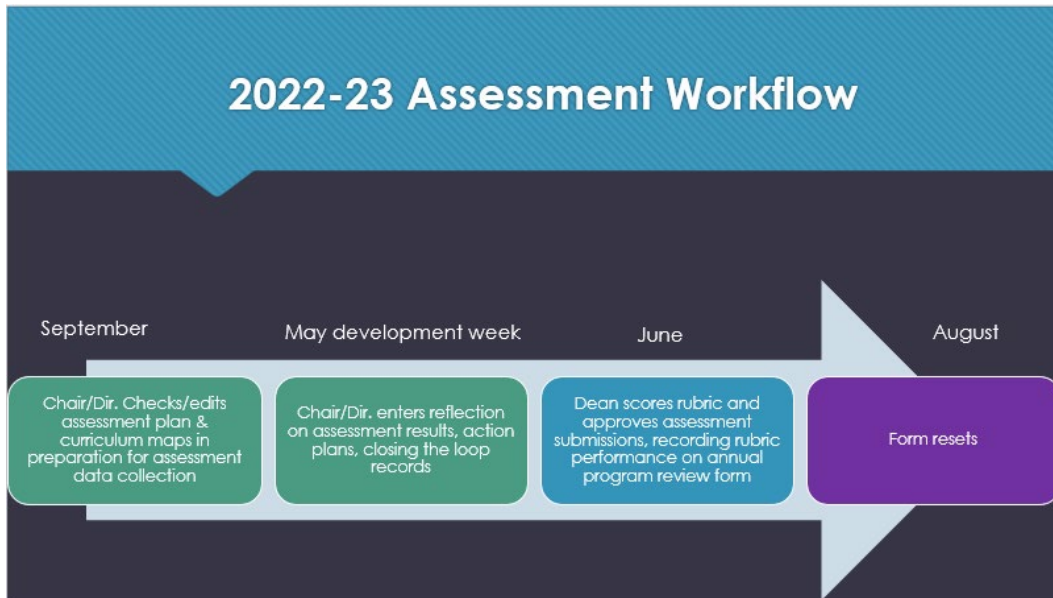 2022-23 Assessment Workflow
September
May development week
June
August
Chair/Dir. Checks/edits
assessment plan &
curriculum maps in
preparation for assessment
data collection
Chair/Dir. enters reflection
on assessment results, action
plans, closing the loop
records
Dean scores rubric and
approves assessment
submissions, recording rubric
performance on annual
program review form
Form resets